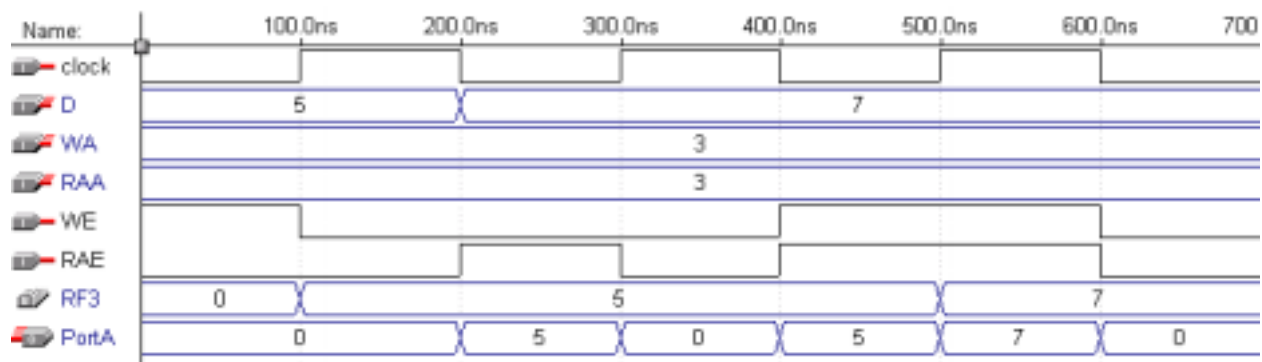 Name: 100.0ns 200.0ns 300.0ns 400.0ns 500.0ns 600.0ns 700
clock
D 5 7
WA 3
RAA 3
WE
RAE
RF3 0 5 7
PortA 0 5 0 5 7 0